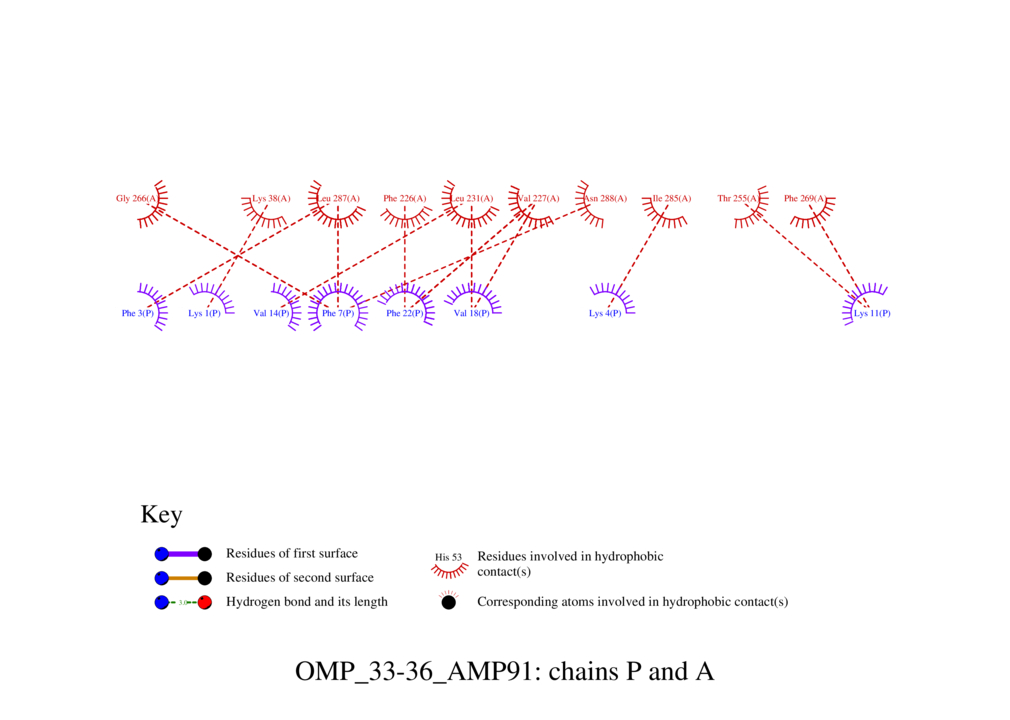 Gly 266(A) Lys 38(A) Leu 287(A) Phe 226(A) Leu 231(A) Val 227(A) Asn 288(A) Ile 285(A) Thr 255(A) Phe 269(A)
Phe 3(P) Lys 1(P) Val 14(P) Phe 7(P) Phe 22(P) Val 18(P) Lys 4(P) Lys 11(P)
Key
Residues of first surface
Residues of second surface
3.0 Hydrogen bond and its length
His 53 Residues involved in hydrophobic
contact(s)
Corresponding atoms involved in hydrophobic contact(s)
OMP_33-36_AMP91: chains P and A